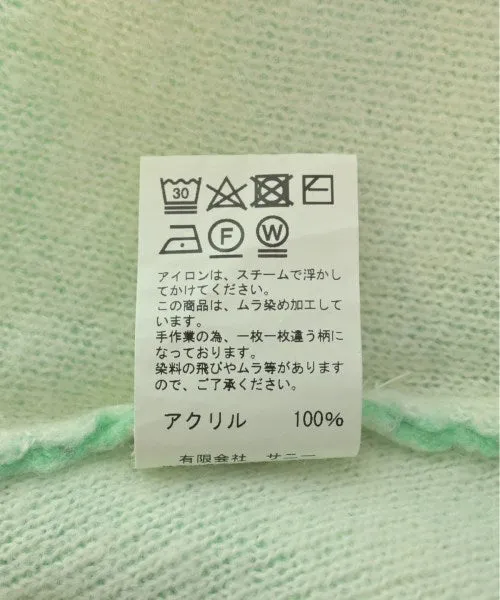 30
F W
アイロンは、スチームで浮かし
てかけてください。
この商品は、ムラ染め加工して
います。
手作業の為、一枚一枚違う柄に
なっております。
染料の飛びやムラ等があります
ので、ご了承ください。
アクリル 100%
有限会社 サニー